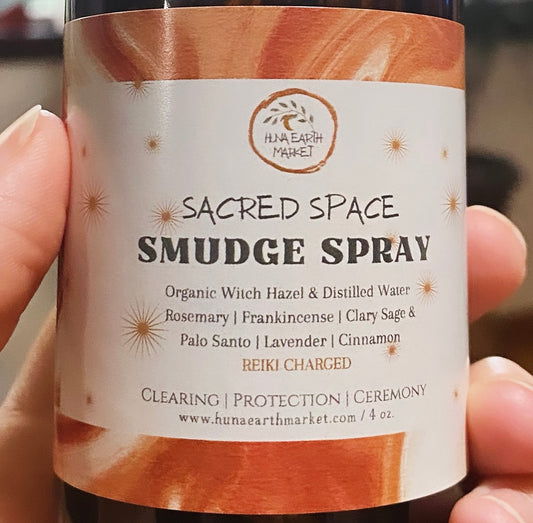 HUNA EARTH
MARKET
SACRED SPACE
SMUDGE SPRAY
Organic Witch Hazel & Distilled Water
Rosemary | Frankincense | Clary Sage &
Palo Santo | Lavender | Cinnamon
REIKI CHARGED
CLEARING | PROTECTION | CEREMONY
www.hunaearthmarket.com / 4 oz.